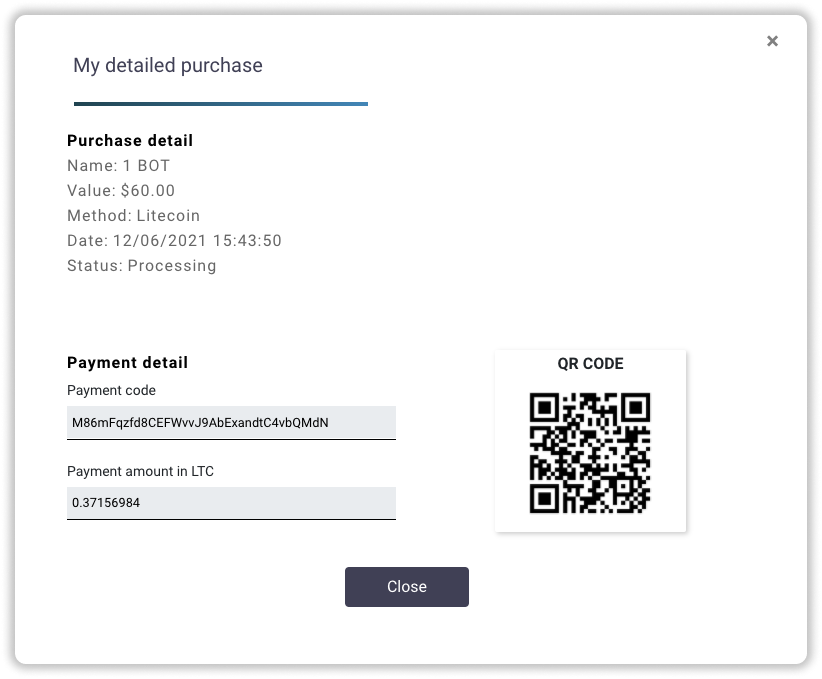 ×
My detailed purchase
Purchase detail
Name: 1 BOT
Value: $60.00
Method: Litecoin
Date: 12/06/2021 15:43:50
Status: Processing
Payment detail
Payment code
M86mFqzfd8CEFWvvJ9AbExandtC4vbQMdN
Payment amount in LTC
0.37156984
QR CODE
Close